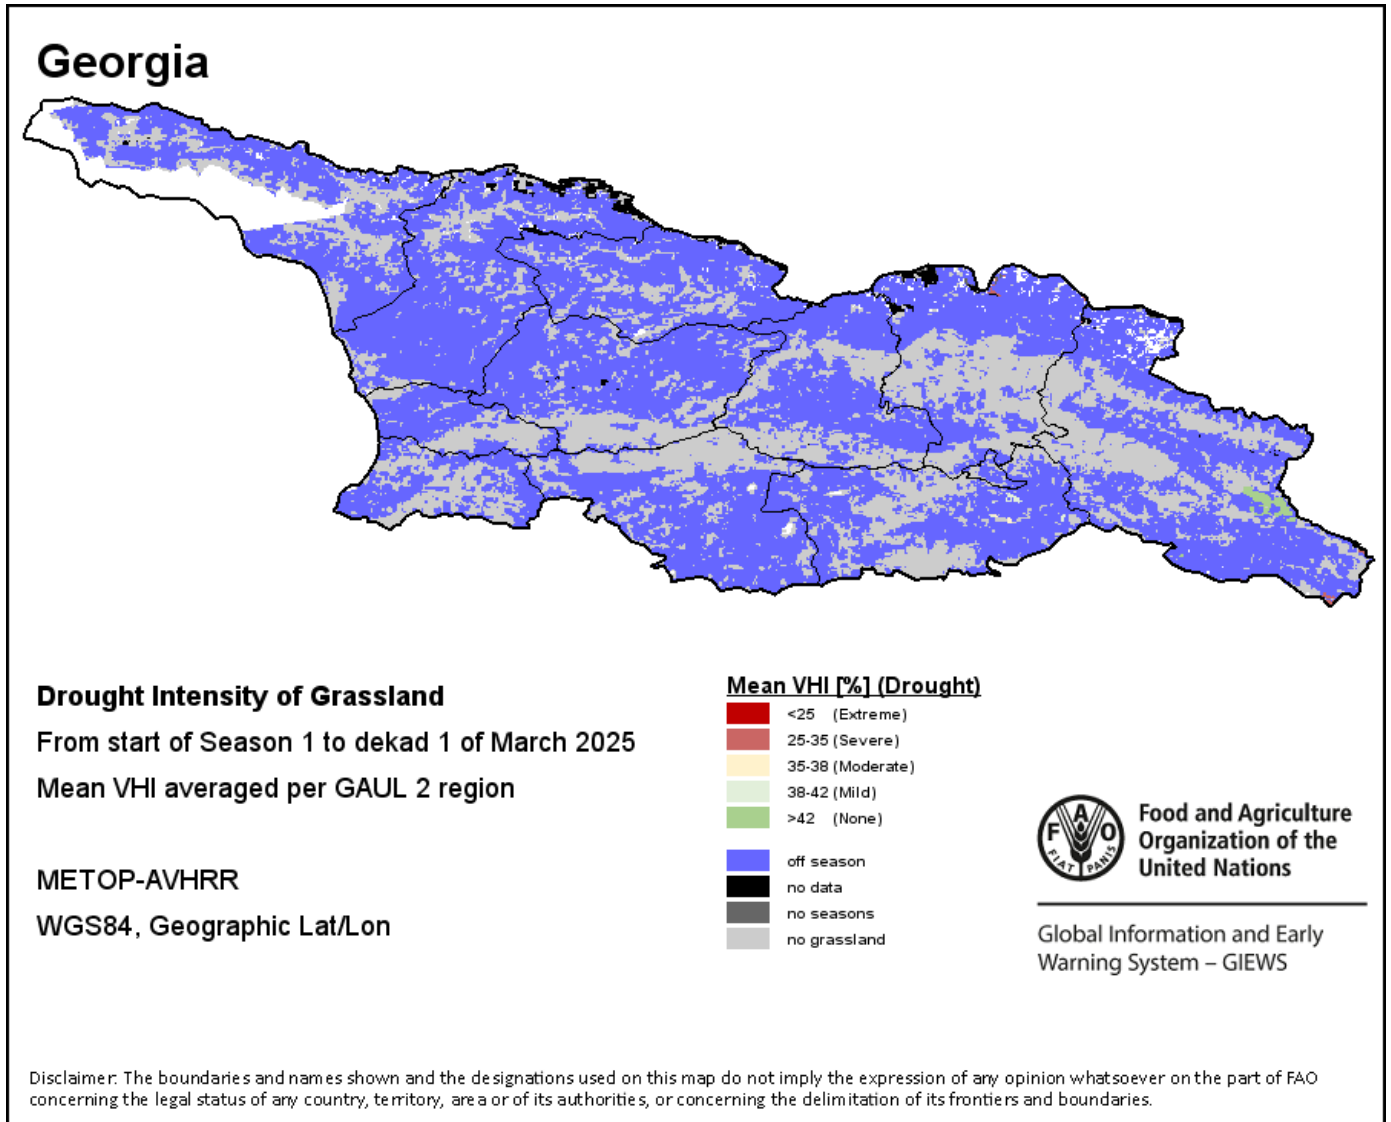 Georgia
Drought Intensity of Grassland
From start of Season 1 to dekad 1 of March 2025
Mean VHI averaged per GAUL 2 region
METOP-AVHRR
WGS84, Geographic Lat/Lon
Mean VHI [%] (Drought)
<25 (Extreme)
25-35 (Severe)
35-38 (Moderate)
38-42 (Mild)
>42 (None)
off season
no data
no seasons
no grassland
F A O
FIAT PANIS
Food and Agriculture
Organization of the
United Nations
Global Information and Early
Warning System – GIEWS
Disclaimer: The boundaries and names shown and the designations used on this map do not imply the expression of any opinion whatsoever on the part of FAO
concerning the legal status of any country, territory, area or of its authorities, or concerning the delimitation of its frontiers and boundaries.